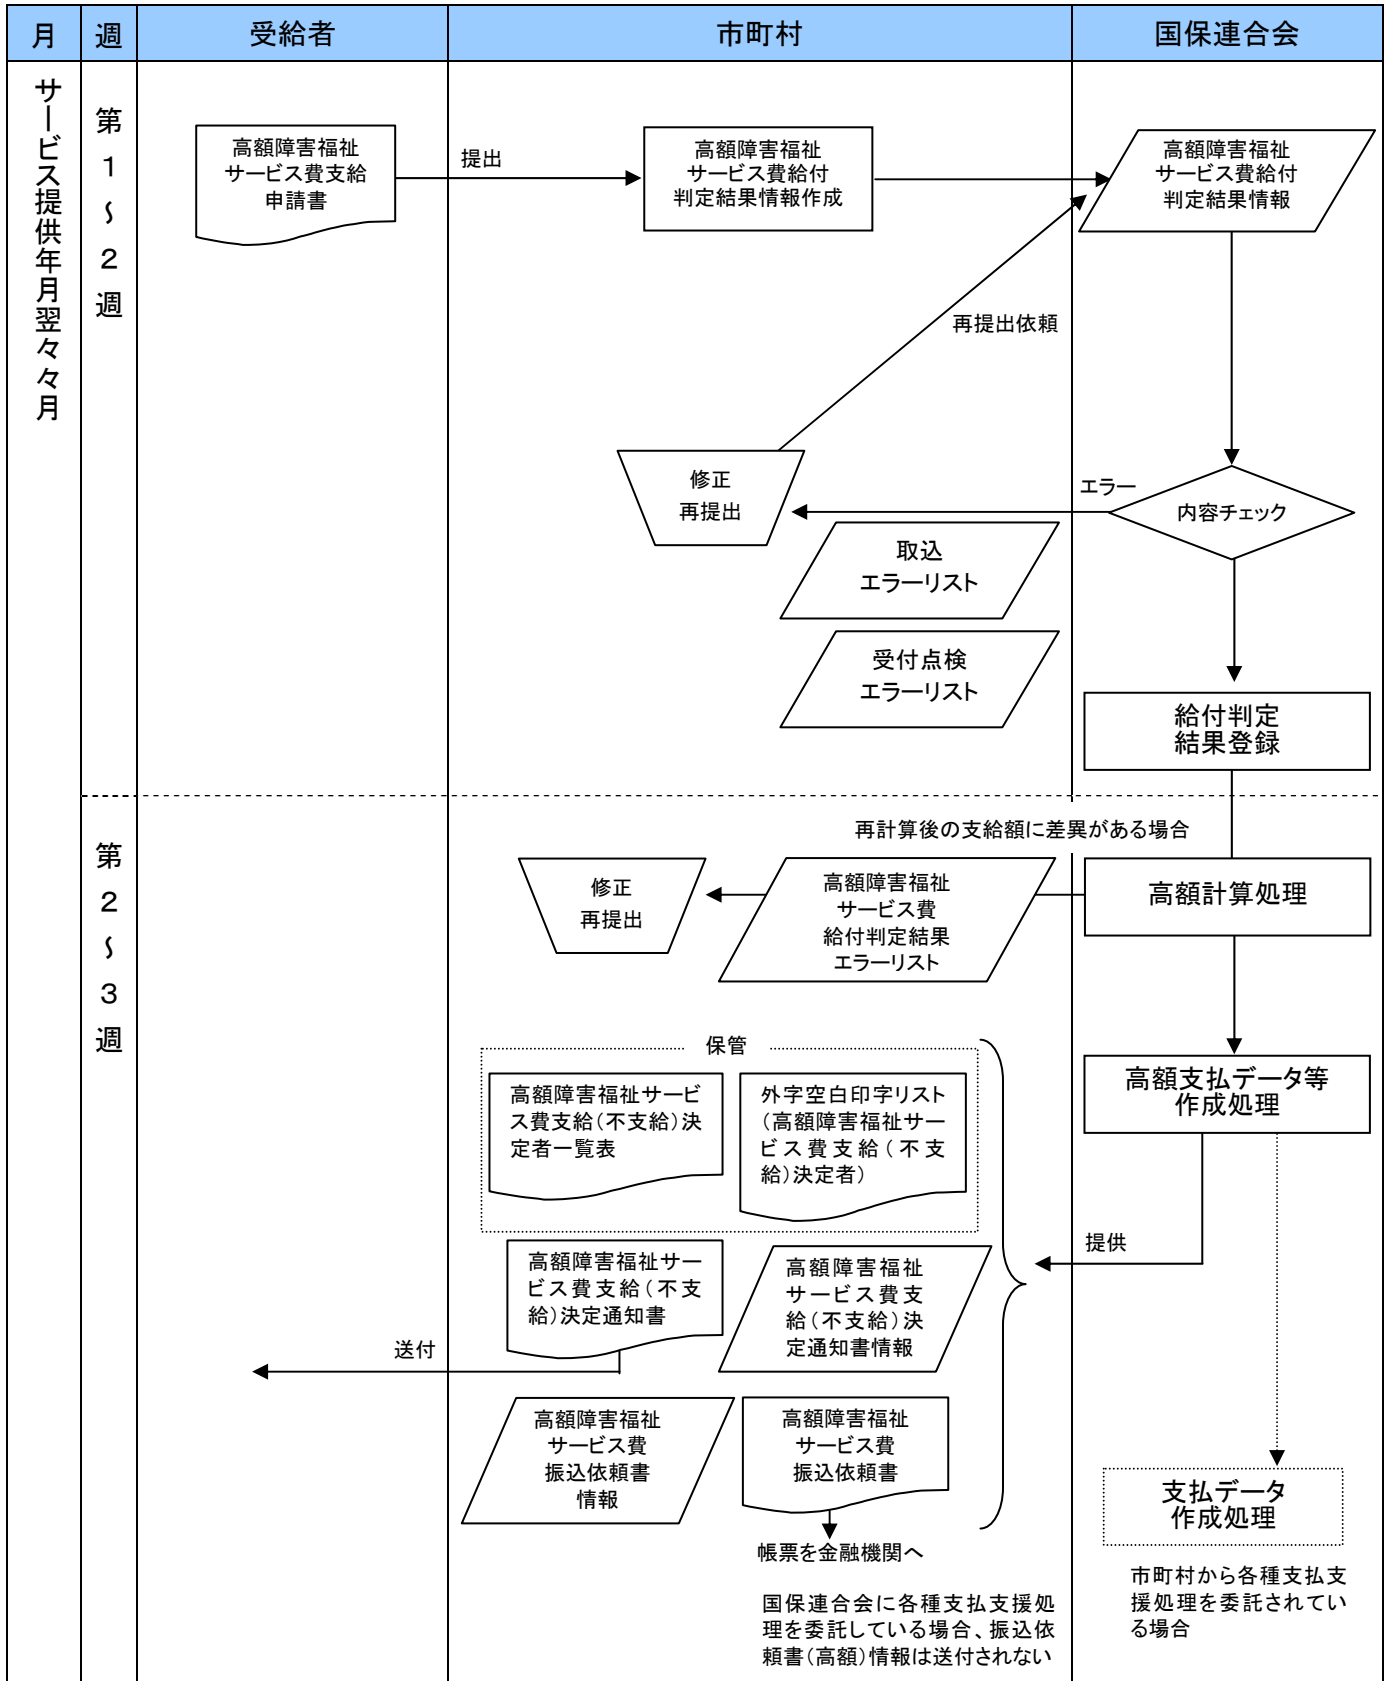 月
週
受給者
市町村
国保連合会
サービス提供年月翌々々月
第1～2週
高額障害福祉
サービス費支給
申請書
提出
高額障害福祉
サービス費給付
判定結果情報作成
高額障害福祉
サービス費給付
判定結果情報
再提出依頼
修正
再提出
エラー
内容チェック
取込
エラーリスト
受付点検
エラーリスト
給付判定
結果登録
第2～3週
再計算後の支給額に差異がある場合
修正
再提出
高額障害福祉
サービス費
給付判定結果
エラーリスト
高額計算処理
保管
高額障害福祉サービ
ス費支給（不支給）決
定者一覧表
外字空白印字リスト
（高額障害福祉サー
ビス費支給（不支
給）決定者）
高額支払データ等
作成処理
提供
高額障害福祉サー
ビス費支給（不支
給）決定通知書
高額障害福祉
サービス費支
給（不支給）決
定通知書情報
送付
高額障害福祉
サービス費
振込依頼書
情報
高額障害福祉
サービス費
振込依頼書
帳票を金融機関へ
支払データ
作成処理
国保連合会に各種支払支援処
理を委託している場合、振込依
頼書（高額）情報は送付されない
市町村から各種支払支
援処理を委託されてい
る場合